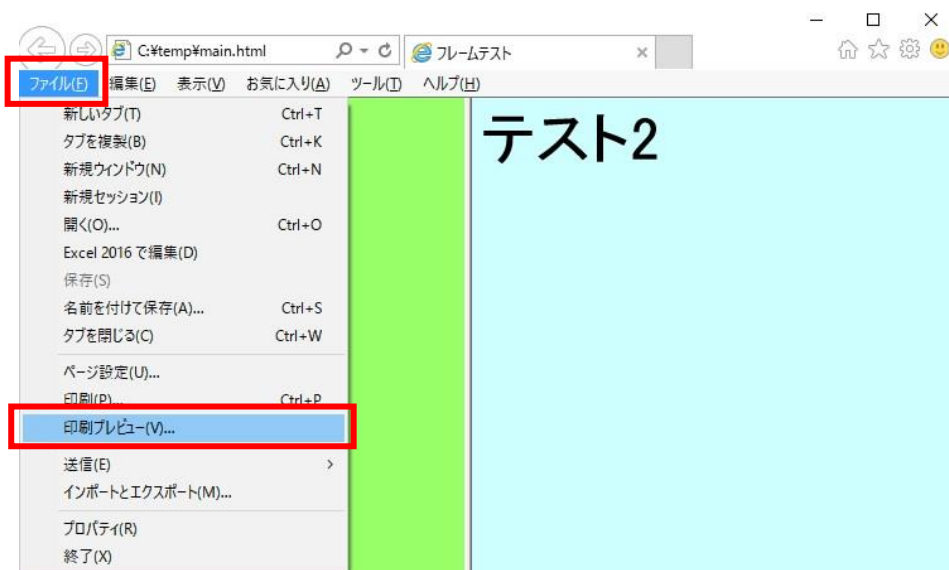 C:¥temp¥main.html
フレームテスト
ファイル(F) 編集(E) 表示(V) お気に入り(A) ツール(T) ヘルプ(H)
新しいタブ(T) Ctrl+T
タブを複製(B) Ctrl+K
新規ウィンドウ(N) Ctrl+N
新規セッション(I)
開く(O)... Ctrl+O
Excel 2016 で編集(D)
保存(S)
名前を付けて保存(A)... Ctrl+S
タブを閉じる(C) Ctrl+W
ページ設定(U)...
印刷(P)... Ctrl+P
印刷プレビュー(V)...
送信(E)
インポートとエクスポート(M)...
プロパティ(R)
終了(X)
テスト2